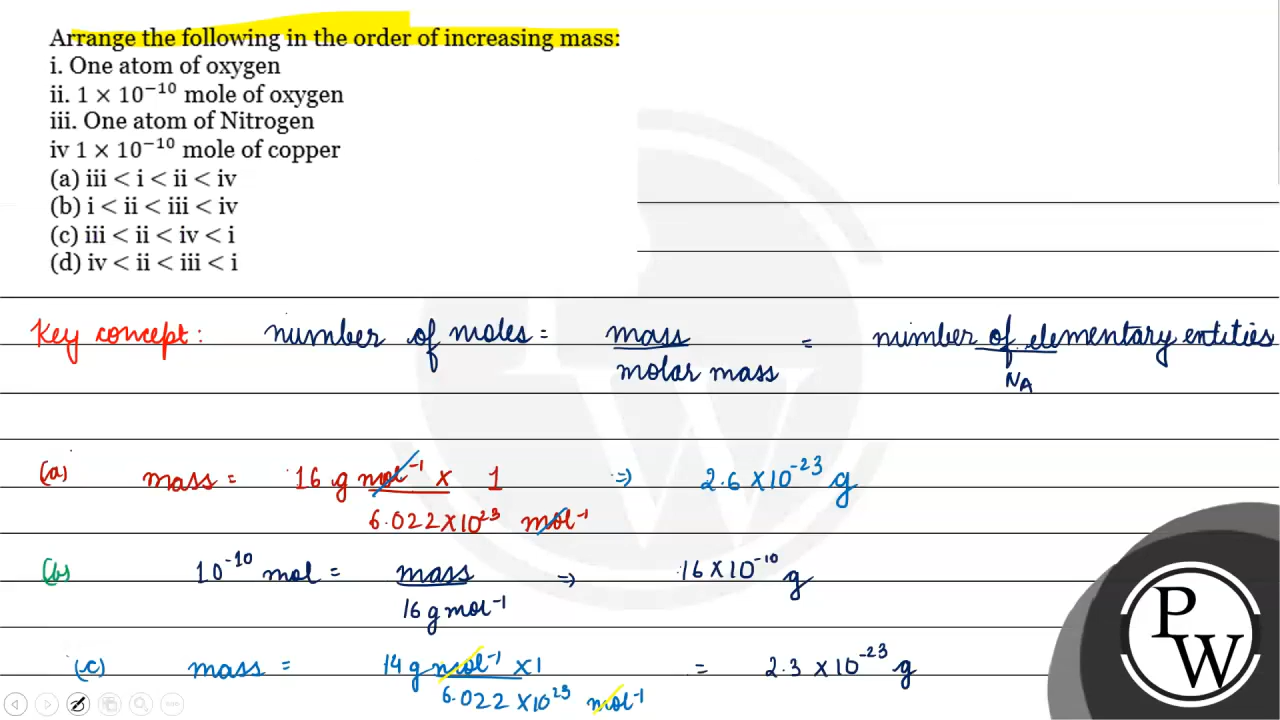 Arrange the following in the order of increasing mass:
i. One atom of oxygen
ii. 1 × 10⁻¹⁰ mole of oxygen
iii. One atom of Nitrogen
iv 1 × 10⁻¹⁰ mole of copper
(a) iii < i < ii < iv
(b) i < ii < iii < iv
(c) iii < ii < iv < i
(d) iv < ii < iii < i
Key concept: number of moles = mass / molar mass = number of elementary entities / NA
(a) mass = 16 g mol⁻¹ × 1 / 6.022 × 10²³ mol⁻¹ ⇒ 2.6 × 10⁻²³ g
(b) 10⁻¹⁰ mol = mass / 16 g mol⁻¹ ⇒ 16 × 10⁻¹⁰ g
(c) mass = 14 g mol⁻¹ × 1 / 6.022 × 10²³ mol⁻¹ = 2.3 × 10⁻²³ g
P
W